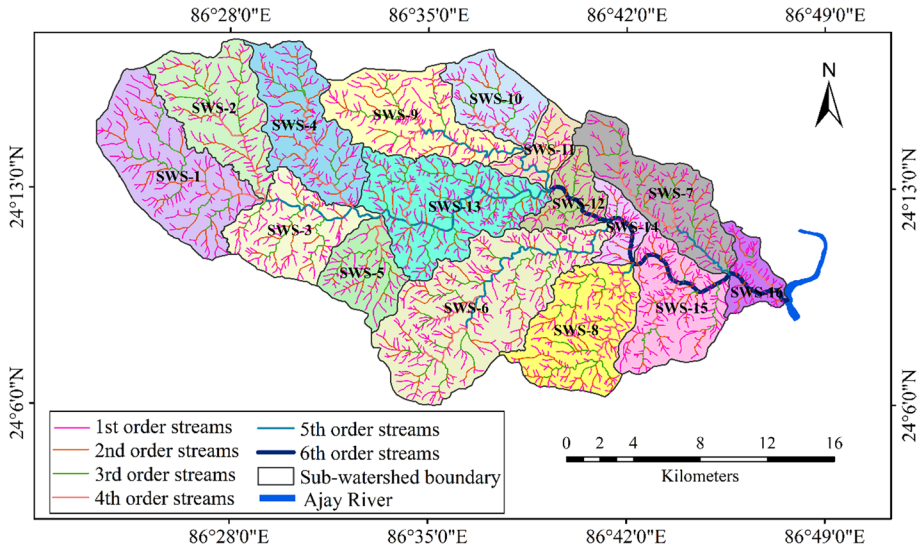 86°28'0"E 86°35'0"E 86°42'0"E 86°49'0"E
N
SWS-2
SWS-4
SWS-9
SWS-10
SWS-11
SWS-1
SWS-7
SWS-3
SWS-13
SWS-12
SWS-14
SWS-5
SWS-6
SWS-8
SWS-15
SWS-16
24°13'0"N
24°13'0"N
24°6'0"N
24°6'0"N
1st order streams
2nd order streams
3rd order streams
4th order streams
5th order streams
6th order streams
Sub-watershed boundary
Ajay River
0 2 4 8 12 16
Kilometers
86°28'0"E 86°35'0"E 86°42'0"E 86°49'0"E